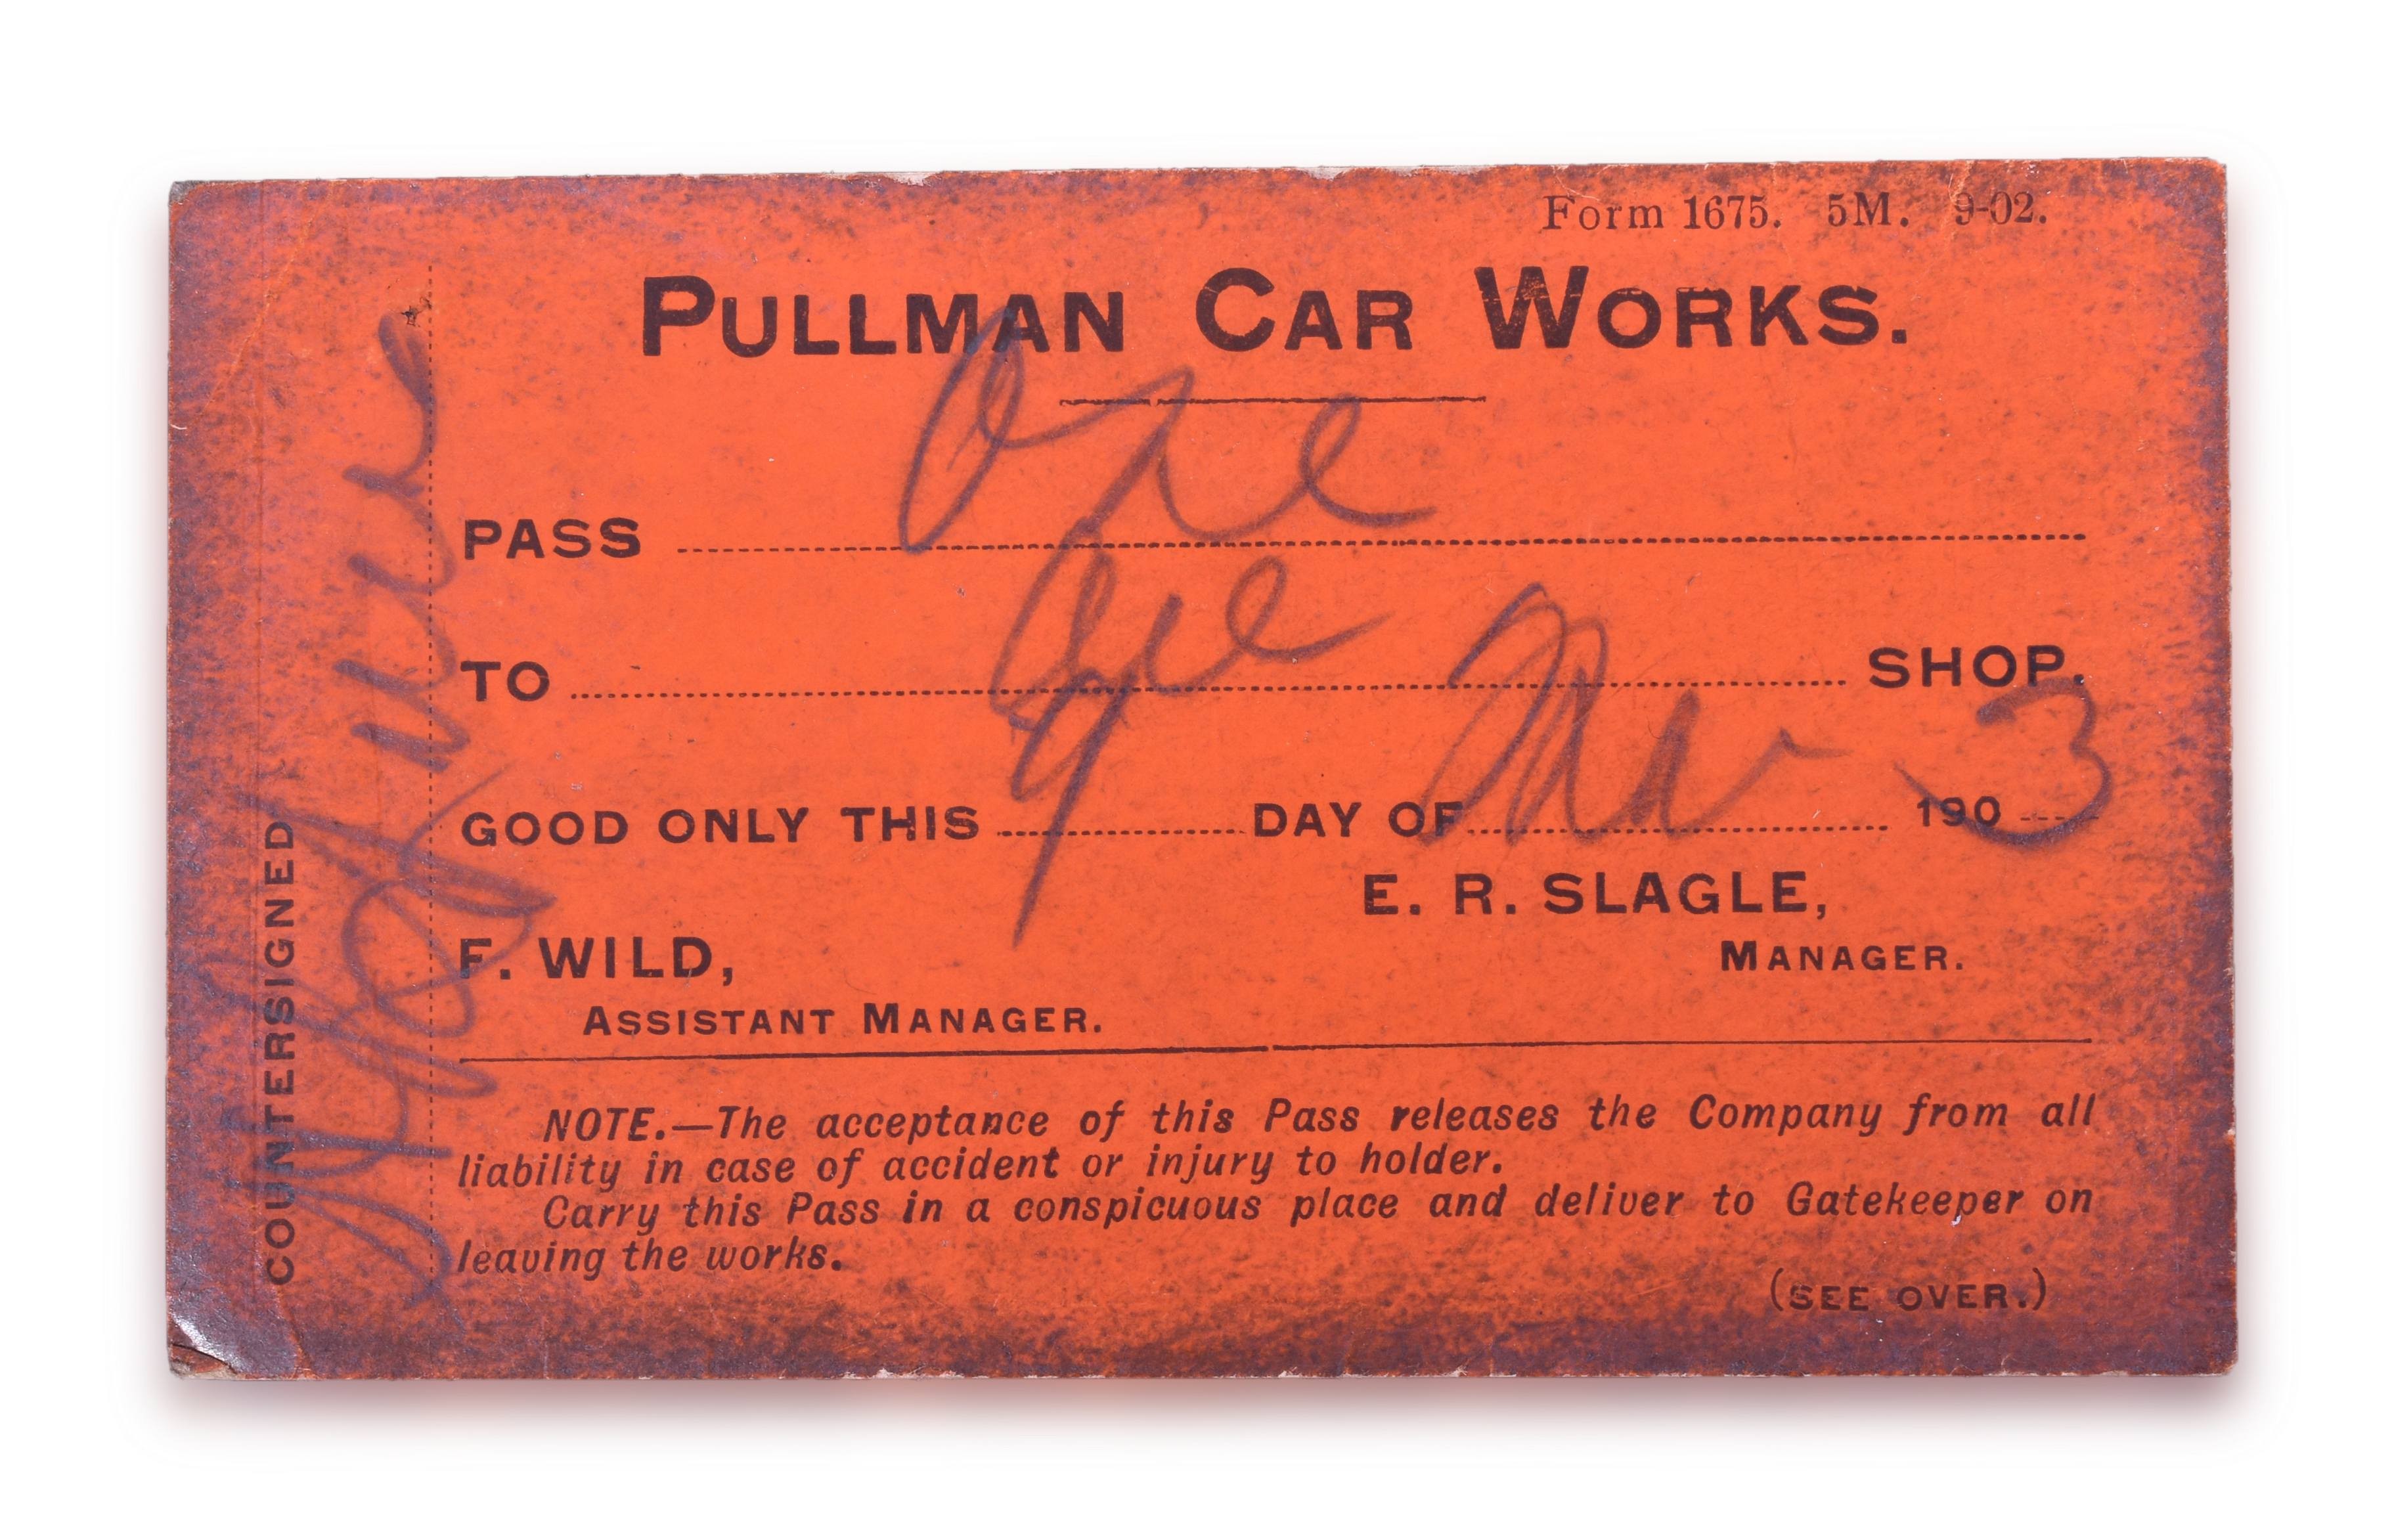 Form 1675. 5M. 9-02.
PULLMAN CAR WORKS.
PASS One
TO SHOP.
GOOD ONLY THIS 9 DAY OF Mar 1903
E. R. SLAGLE,
MANAGER.
F. WILD,
ASSISTANT MANAGER.
NOTE.—The acceptance of this Pass releases the Company from all
liability in case of accident or injury to holder.
Carry this Pass in a conspicuous place and deliver to Gatekeeper on
leaving the works.
(SEE OVER.)
COUNTERSIGNED